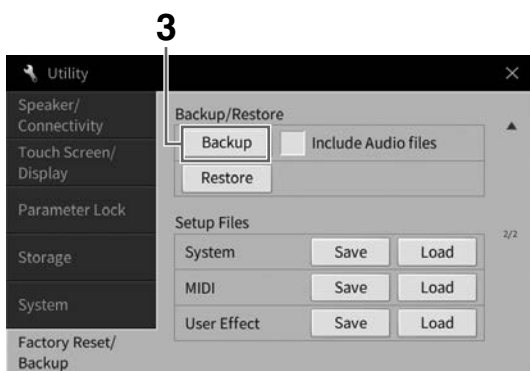 3
Utility
Speaker/
Connectivity
Touch Screen/
Display
Parameter Lock
Storage
System
Factory Reset/
Backup
Backup/Restore
Backup
Include Audio files
Restore
Setup Files
System Save Load
MIDI Save Load
User Effect Save Load
2/2